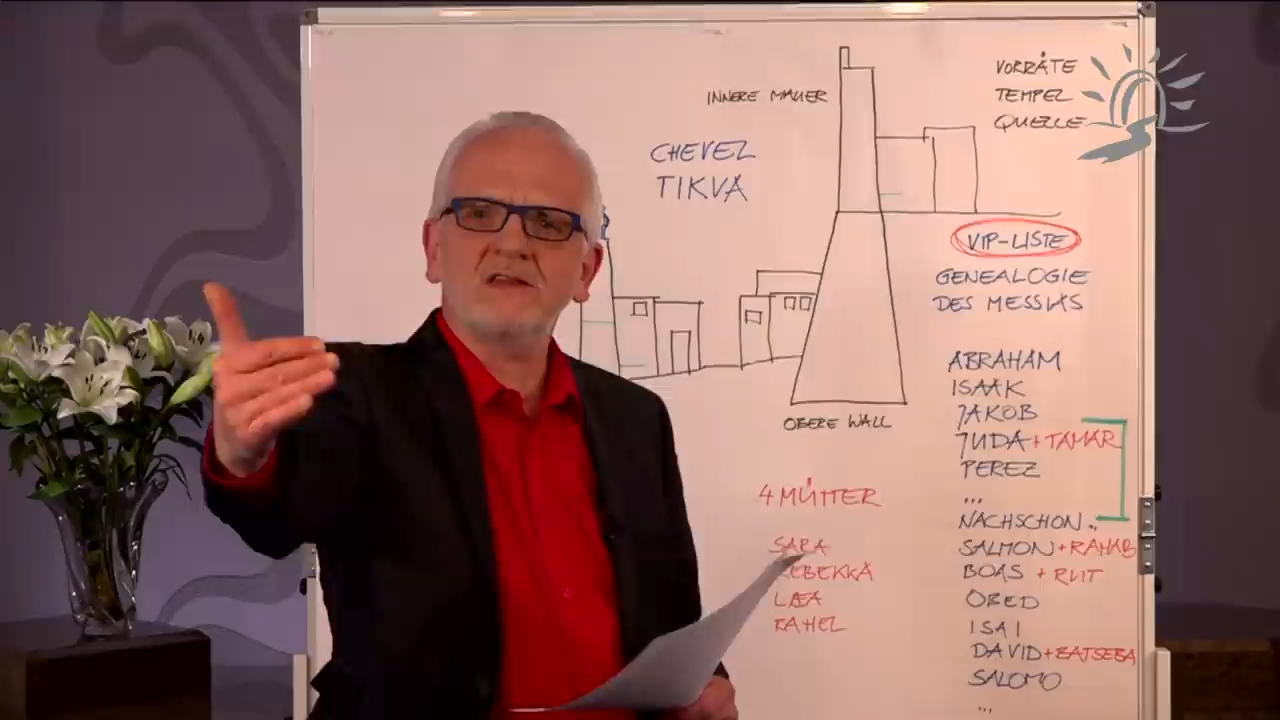 INNERE MAUER
CHEVEL
TIKVA
VORRÄTE
TEMPEL
QUELLE
VIP-LISTE
GENEALOGIE
DES MESSIAS
ABRAHAM
ISAAK
JAKOB
JUDA + TAMAR
PEREZ
...
NACHSCHON..
SALMON + RAHAB
BOAS + RUT
OBED
ISAI
DAVID + BATSEBA
SALOMO
...
OBERE WALL
4 MÜTTER
SARA
REBEKKA
LEA
RAHEL